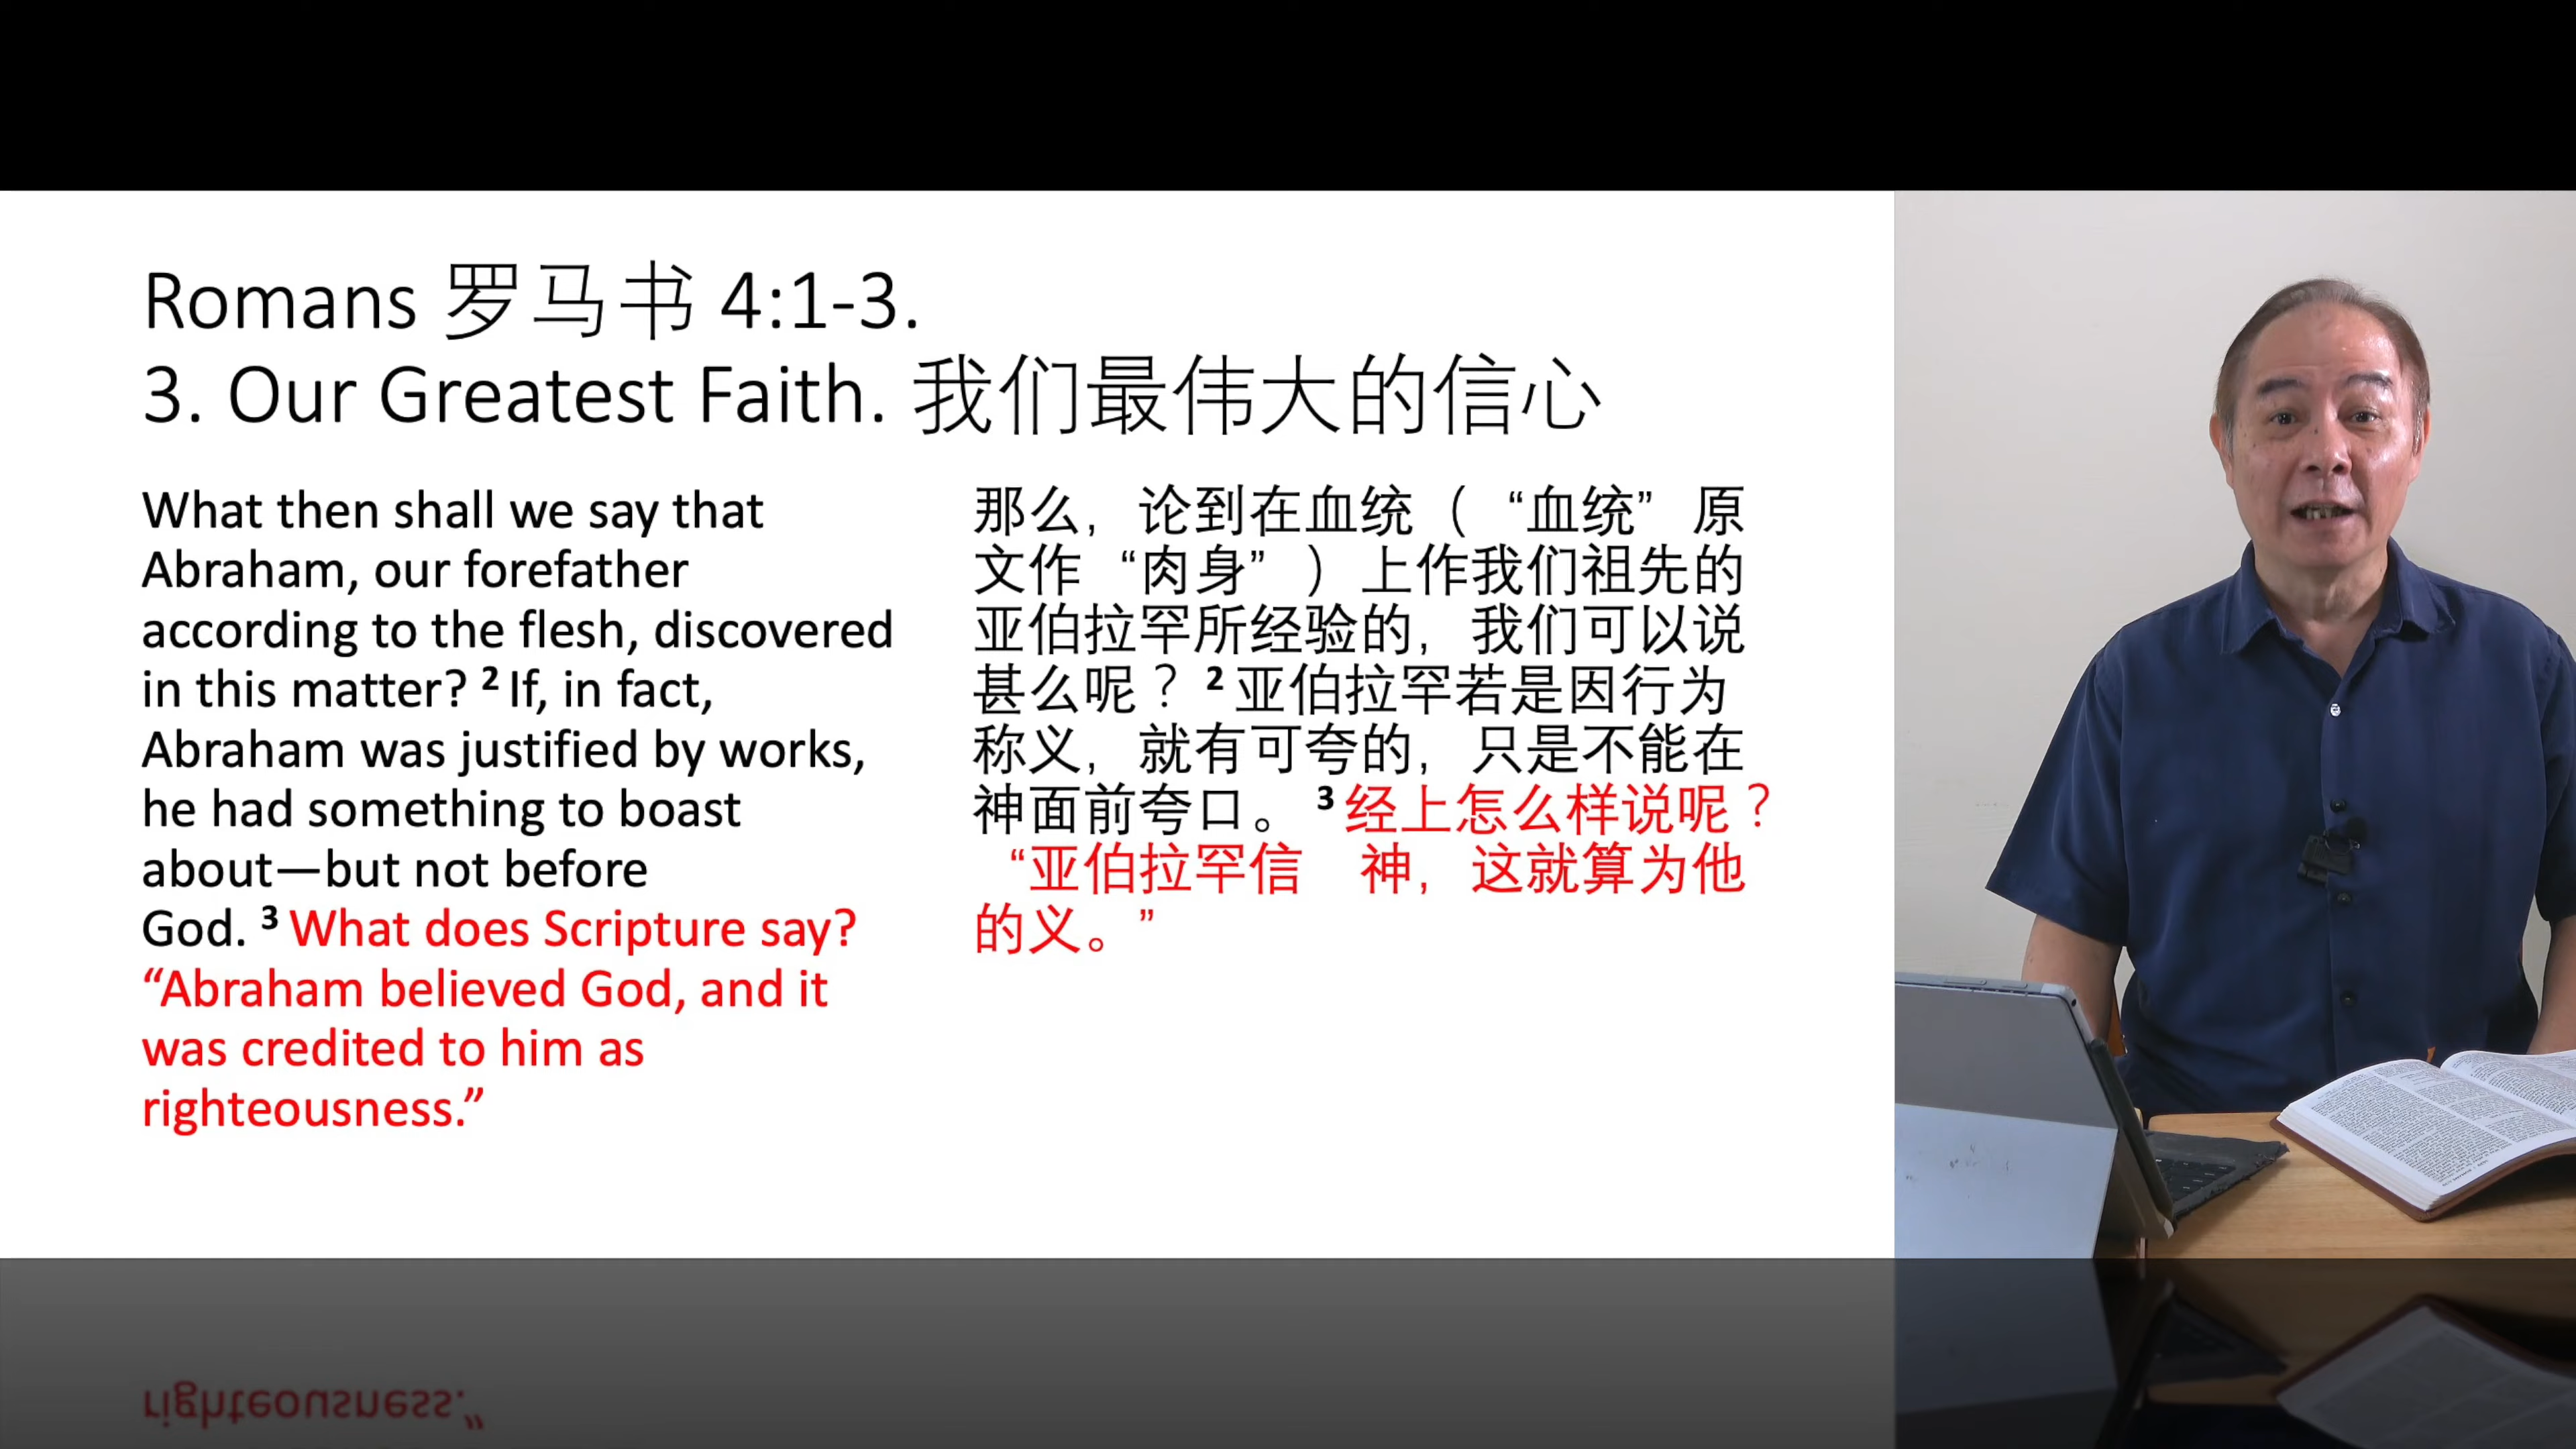 Romans 罗马书 4:1-3.
3. Our Greatest Faith. 我们最伟大的信心
What then shall we say that
Abraham, our forefather
according to the flesh, discovered
in this matter? ² If, in fact,
Abraham was justified by works,
he had something to boast
about—but not before
God. ³ What does Scripture say?
“Abraham believed God, and it
was credited to him as
righteousness.”
那么，论到在血统（“血统”原
文作“肉身”）上作我们祖先的
亚伯拉罕所经验的，我们可以说
甚么呢？² 亚伯拉罕若是因行为
称义，就有可夸的，只是不能在
神面前夸口。³ 经上怎么样说呢？
“亚伯拉罕信　神，这就算为他
的义。”
righteousness.”